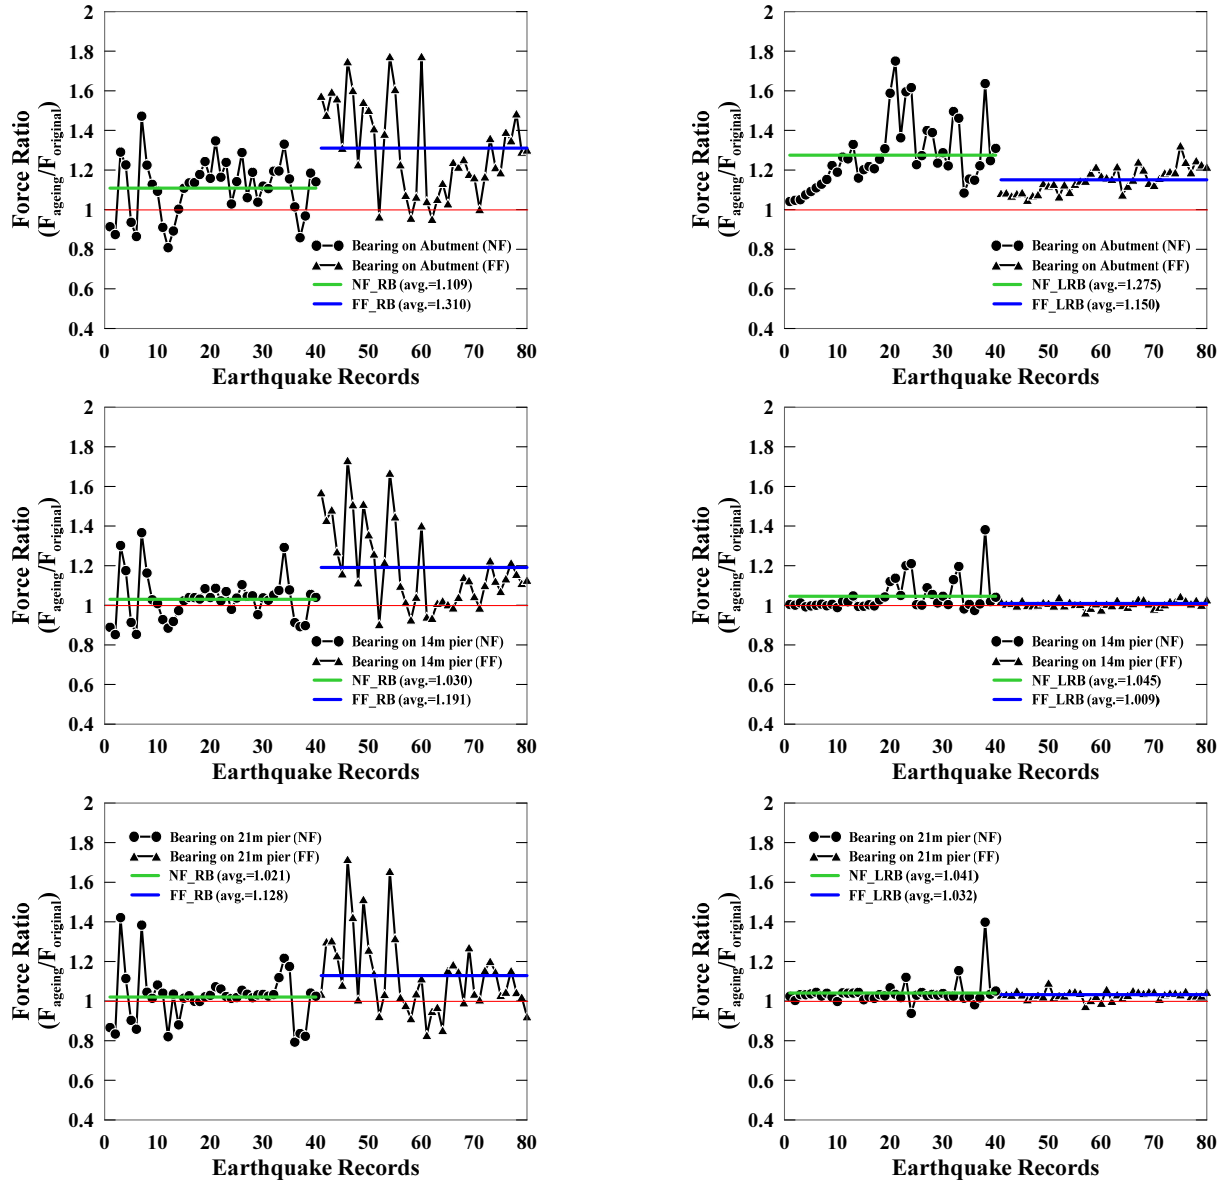 2
1.8
1.6
1.4
1.2
1
0.8
0.6
0.4
Force Ratio
(F_ageing/F_original)
Bearing on Abutment (NF)
Bearing on Abutment (FF)
NF_RB (avg.=1.109)
FF_RB (avg.=1.310)
0 10 20 30 40 50 60 70 80
Earthquake Records
2
1.8
1.6
1.4
1.2
1
0.8
0.6
0.4
Force Ratio
(F_ageing/F_original)
Bearing on Abutment (NF)
Bearing on Abutment (FF)
NF_LRB (avg.=1.275)
FF_LRB (avg.=1.150)
0 10 20 30 40 50 60 70 80
Earthquake Records
2
1.8
1.6
1.4
1.2
1
0.8
0.6
0.4
Force Ratio
(F_ageing/F_original)
Bearing on 14m pier (NF)
Bearing on 14m pier (FF)
NF_RB (avg.=1.030)
FF_RB (avg.=1.191)
0 10 20 30 40 50 60 70 80
Earthquake Records
2
1.8
1.6
1.4
1.2
1
0.8
0.6
0.4
Force Ratio
(F_ageing/F_original)
Bearing on 14m pier (NF)
Bearing on 14m pier (FF)
NF_LRB (avg.=1.045)
FF_LRB (avg.=1.009)
0 10 20 30 40 50 60 70 80
Earthquake Records
2
1.8
1.6
1.4
1.2
1
0.8
0.6
0.4
Force Ratio
(F_ageing/F_original)
Bearing on 21m pier (NF)
Bearing on 21m pier (FF)
NF_RB (avg.=1.021)
FF_RB (avg.=1.128)
0 10 20 30 40 50 60 70 80
Earthquake Records
2
1.8
1.6
1.4
1.2
1
0.8
0.6
0.4
Force Ratio
(F_ageing/F_original)
Bearing on 21m pier (NF)
Bearing on 21m pier (FF)
NF_LRB (avg.=1.041)
FF_LRB (avg.=1.032)
0 10 20 30 40 50 60 70 80
Earthquake Records